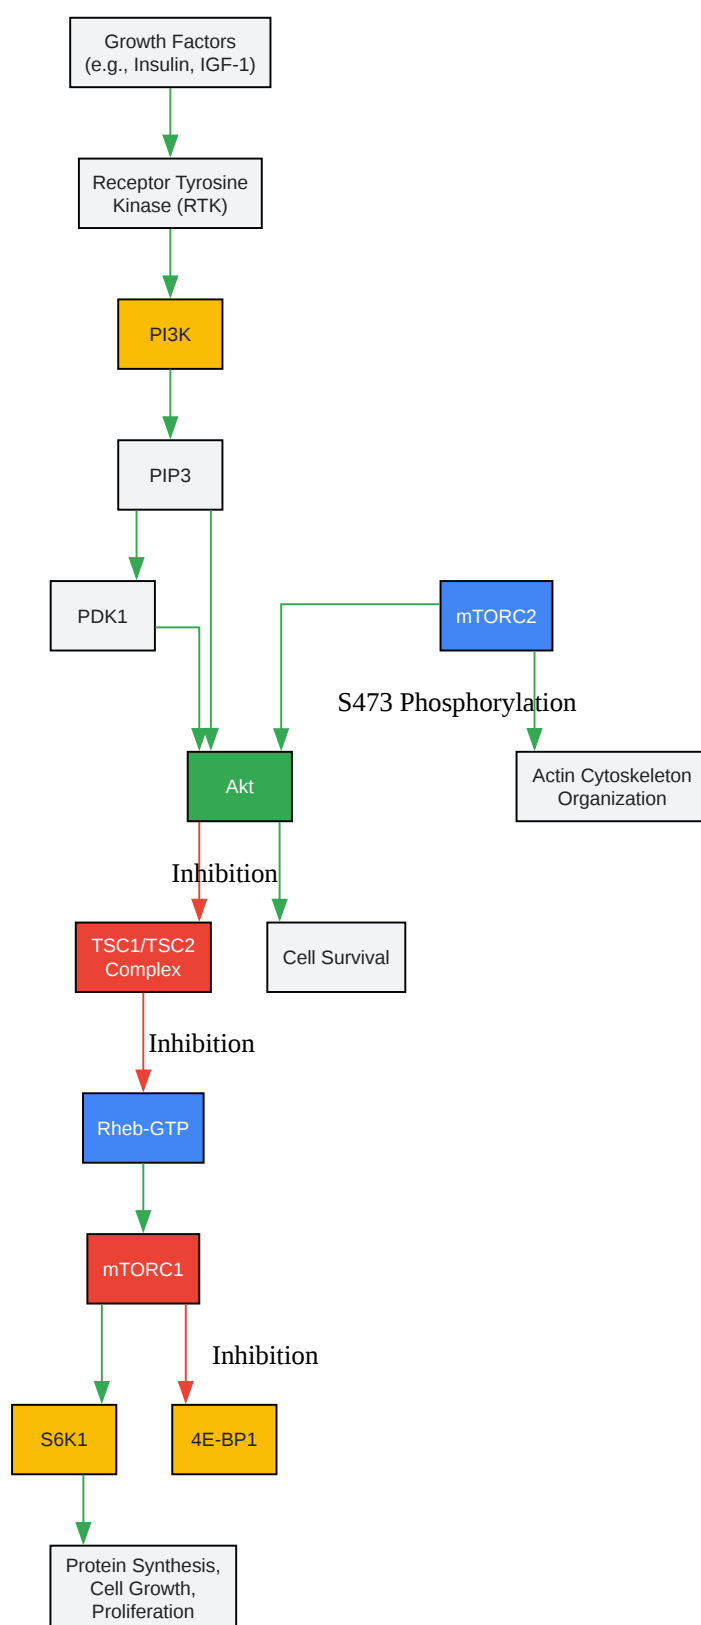 Growth Factors
(e.g., Insulin, IGF-1)
Receptor Tyrosine
Kinase (RTK)
PI3K
PIP3
PDK1
mTORC2
S473 Phosphorylation
Akt
Actin Cytoskeleton
Organization
Inhibition
TSC1/TSC2
Complex
Cell Survival
Inhibition
Rheb-GTP
mTORC1
Inhibition
S6K1
4E-BP1
Protein Synthesis,
Cell Growth,
Proliferation